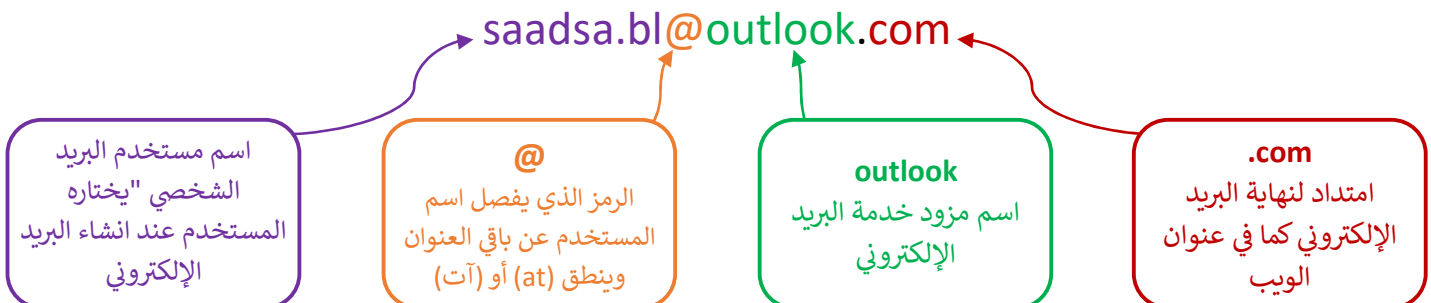 saadsa.bl@outlook.com
اسم مستخدم البريد
الشخصي "يختاره
المستخدم عند انشاء البريد
الإلكتروني
@
الرمز الذي يفصل اسم
المستخدم عن باقي العنوان
وينطق (at) أو (آت)
outlook
اسم مزود خدمة البريد
الإلكتروني
.com
امتداد لنهاية البريد
الإلكتروني كما في عنوان
الويب